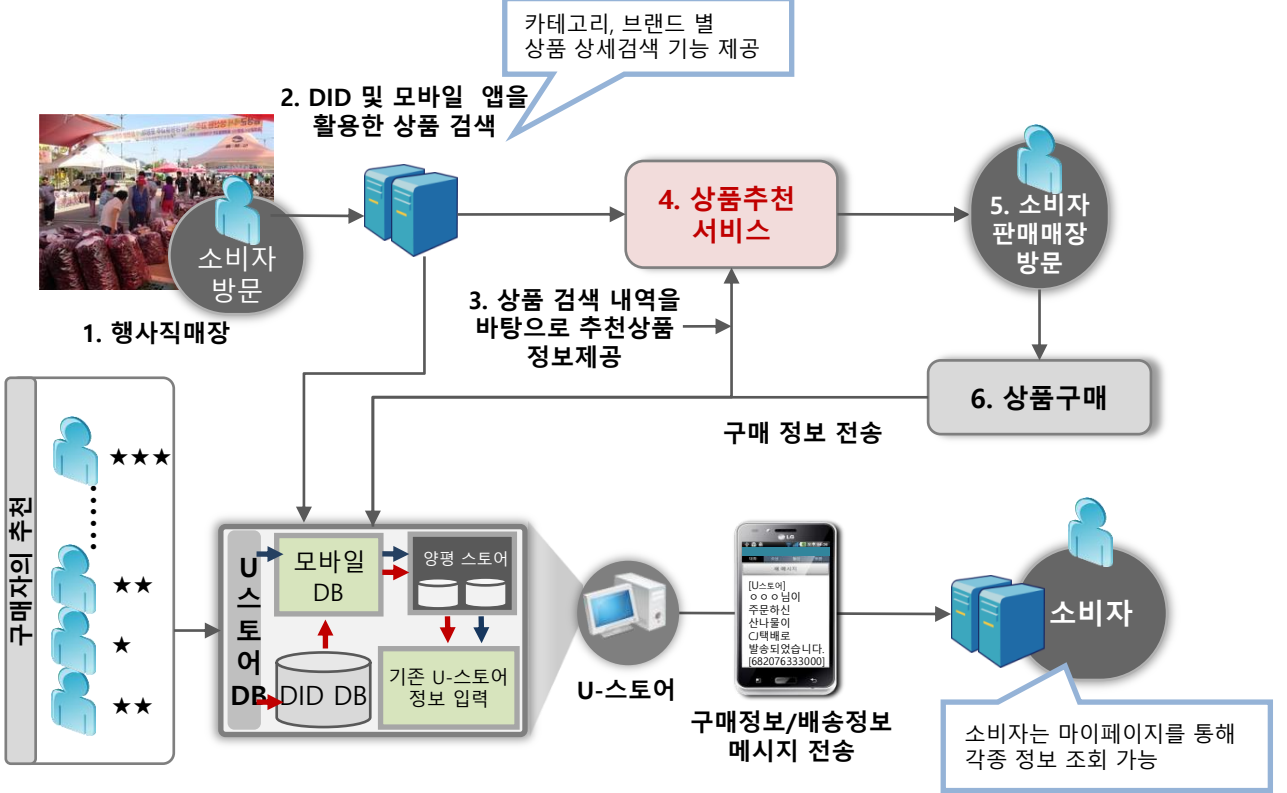 카테고리, 브랜드 별
상품 상세검색 기능 제공
2. DID 및 모바일 앱을
활용한 상품 검색
소비자
방문
1. 행사직매장
4. 상품추천
서비스
5. 소비자
판매매장
방문
3. 상품 검색 내역을
바탕으로 추천상품
정보제공
6. 상품구매
구매 정보 전송
구매자의 추천
★★★
★★
★
★★
U
스
토
어
DB
모바일
DB
양평 스토어
DID DB
기존 U-스토어
정보 입력
U-스토어
LG
새 메시지
[U스토어]
ㅇㅇㅇ님이
주문하신
산나물이
CJ택배로
발송되었습니다.
[682076333000]
구매정보/배송정보
메시지 전송
소비자
소비자는 마이페이지를 통해
각종 정보 조회 가능